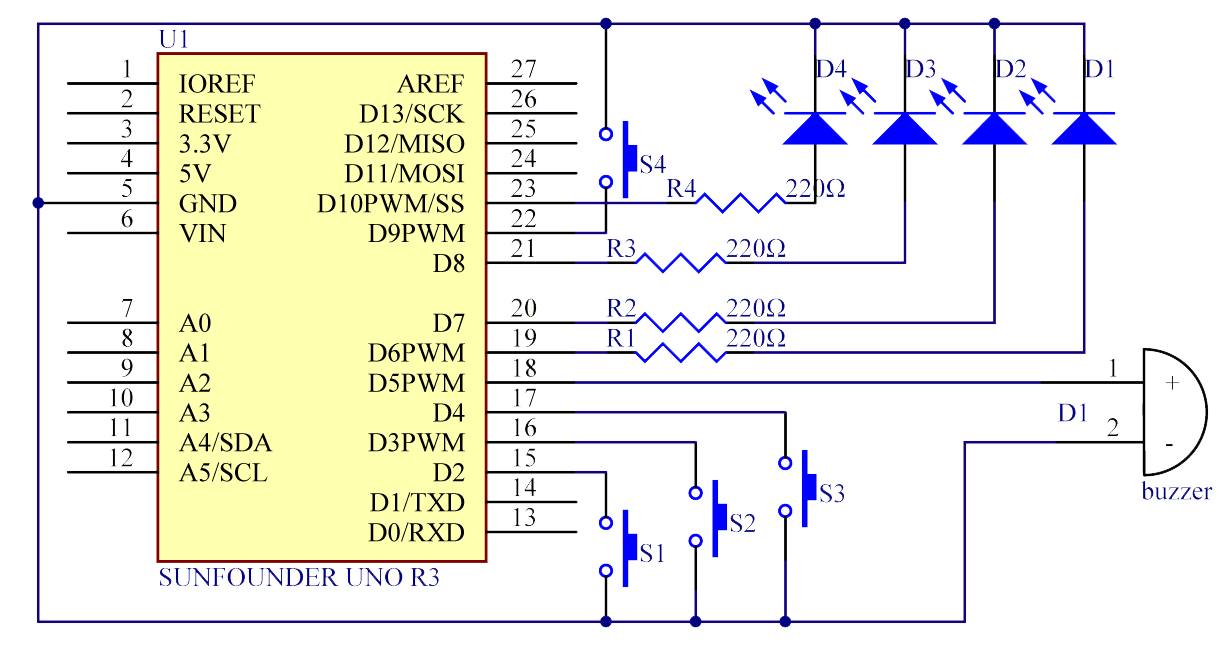 U1
1 IOREF AREF 27
2 RESET D13/SCK 26
3 3.3V D12/MISO 25
4 5V D11/MOSI 24
5 GND D10PWM/SS 23
6 VIN D9PWM 22
D8 21
7 A0 D7 20
8 A1 D6PWM 19
9 A2 D5PWM 18
10 A3 D4 17
11 A4/SDA D3PWM 16
12 A5/SCL D2 15
D1/TXD 14
D0/RXD 13
SUNFOUNDER UNO R3
D4 D3 D2 D1
S4
R4 220Ω
R3 220Ω
R2 220Ω
R1 220Ω
1 +
D1
2 -
buzzer
S3
S2
S1